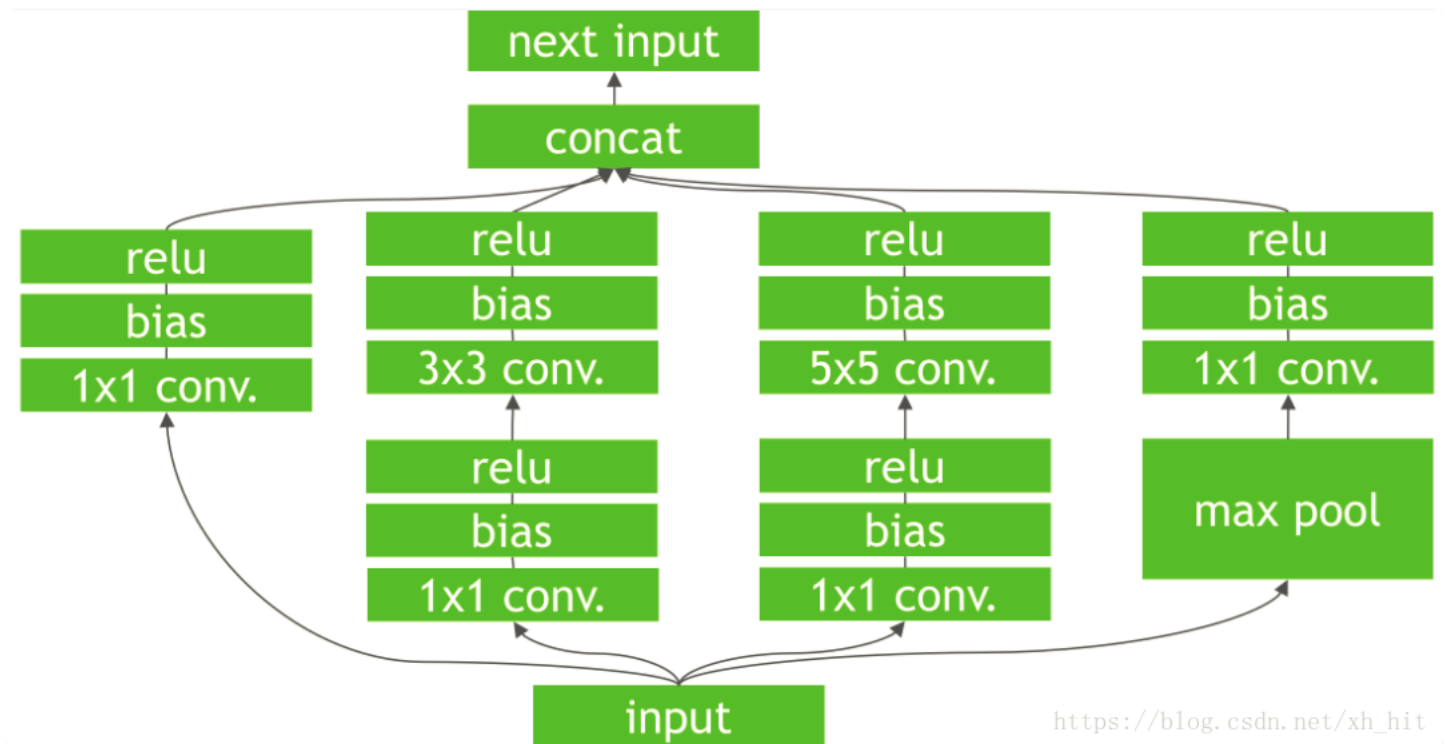 next input
concat
relu
bias
1x1 conv.
relu
bias
3x3 conv.
relu
bias
1x1 conv.
relu
bias
5x5 conv.
relu
bias
1x1 conv.
relu
bias
1x1 conv.
max pool
input
https://blog.csdn.net/xh_hit